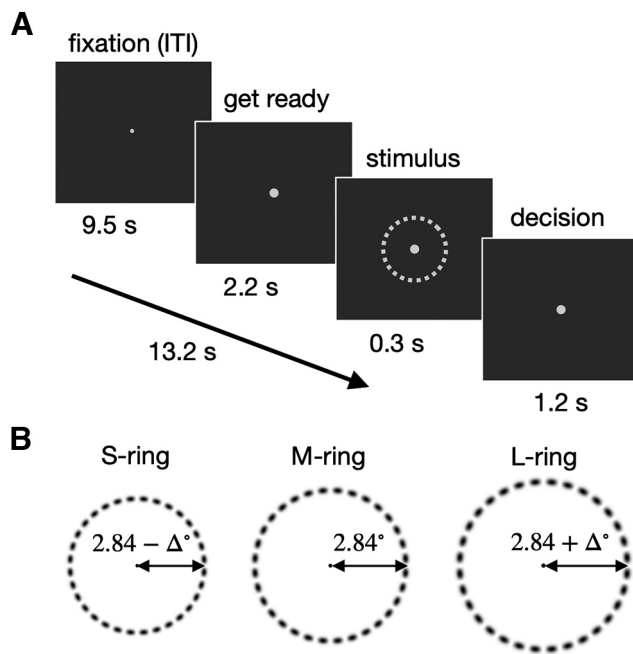 A
fixation (ITI)
get ready
stimulus
decision
9.5 s
2.2 s
0.3 s
1.2 s
13.2 s
B
S-ring M-ring L-ring
2.84 − Δ° 2.84° 2.84 + Δ°